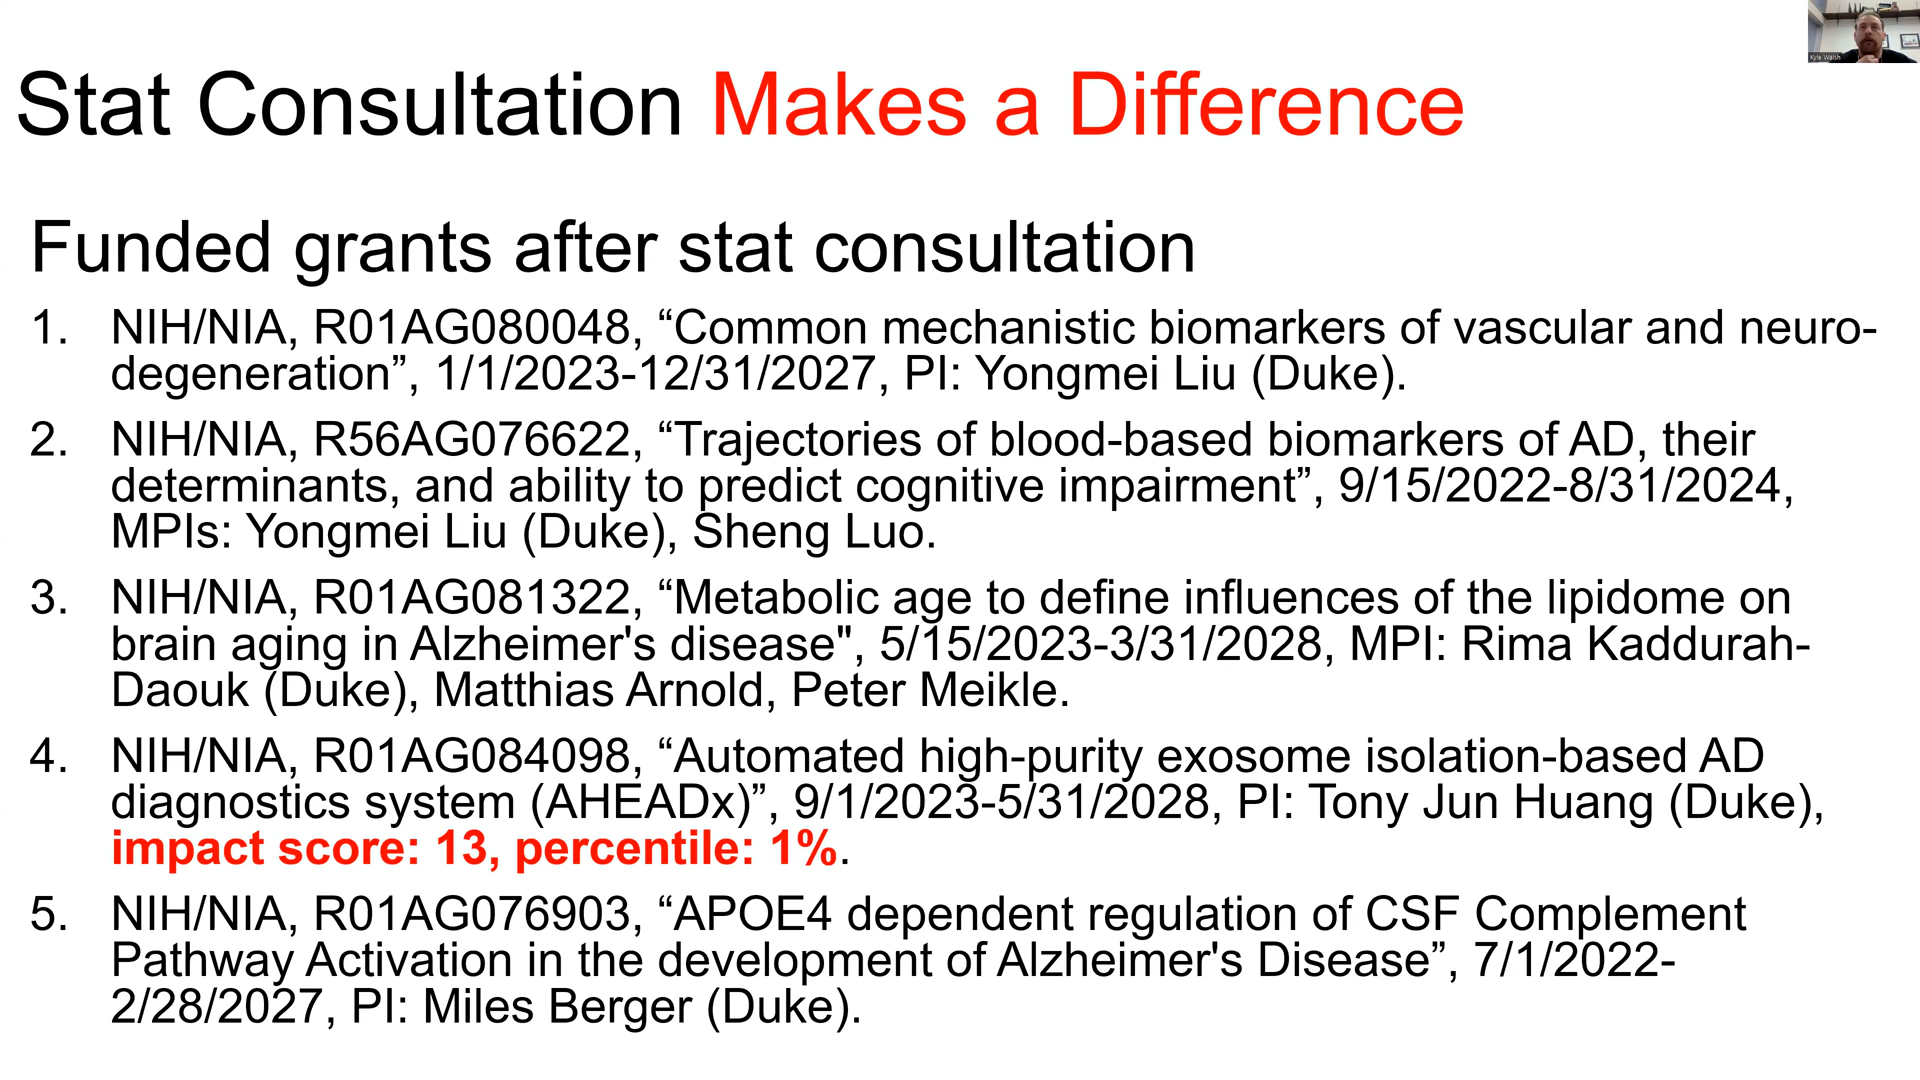 Kyle Walsh
Stat Consultation Makes a Difference
Funded grants after stat consultation
1. NIH/NIA, R01AG080048, “Common mechanistic biomarkers of vascular and neuro-
degeneration”, 1/1/2023-12/31/2027, PI: Yongmei Liu (Duke).
2. NIH/NIA, R56AG076622, “Trajectories of blood-based biomarkers of AD, their
determinants, and ability to predict cognitive impairment”, 9/15/2022-8/31/2024,
MPIs: Yongmei Liu (Duke), Sheng Luo.
3. NIH/NIA, R01AG081322, “Metabolic age to define influences of the lipidome on
brain aging in Alzheimer's disease", 5/15/2023-3/31/2028, MPI: Rima Kaddurah-
Daouk (Duke), Matthias Arnold, Peter Meikle.
4. NIH/NIA, R01AG084098, “Automated high-purity exosome isolation-based AD
diagnostics system (AHEADx)”, 9/1/2023-5/31/2028, PI: Tony Jun Huang (Duke),
impact score: 13, percentile: 1%.
5. NIH/NIA, R01AG076903, “APOE4 dependent regulation of CSF Complement
Pathway Activation in the development of Alzheimer's Disease”, 7/1/2022-
2/28/2027, PI: Miles Berger (Duke).